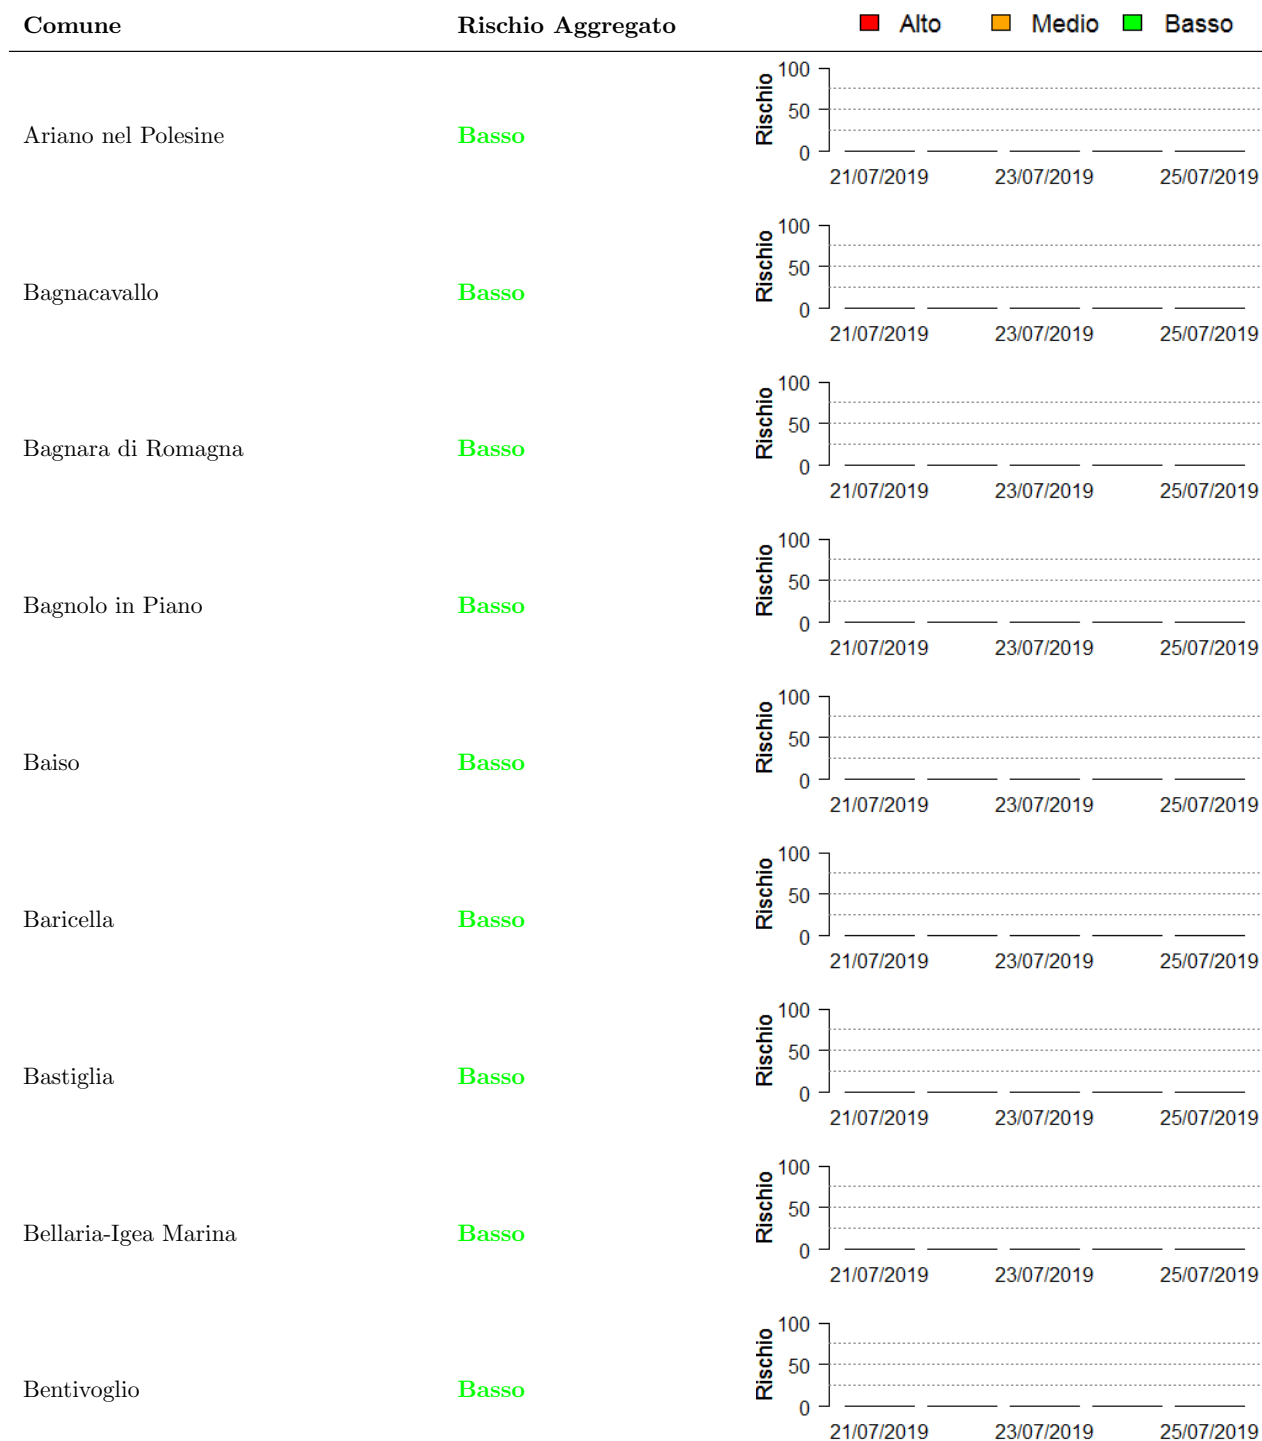 Comune Rischio Aggregato Alto Medio Basso
Ariano nel Polesine Basso
Rischio
100
50
0
21/07/2019 23/07/2019 25/07/2019
Bagnacavallo Basso
Rischio
100
50
0
21/07/2019 23/07/2019 25/07/2019
Bagnara di Romagna Basso
Rischio
100
50
0
21/07/2019 23/07/2019 25/07/2019
Bagnolo in Piano Basso
Rischio
100
50
0
21/07/2019 23/07/2019 25/07/2019
Baiso Basso
Rischio
100
50
0
21/07/2019 23/07/2019 25/07/2019
Baricella Basso
Rischio
100
50
0
21/07/2019 23/07/2019 25/07/2019
Bastiglia Basso
Rischio
100
50
0
21/07/2019 23/07/2019 25/07/2019
Bellaria-Igea Marina Basso
Rischio
100
50
0
21/07/2019 23/07/2019 25/07/2019
Bentivoglio Basso
Rischio
100
50
0
21/07/2019 23/07/2019 25/07/2019